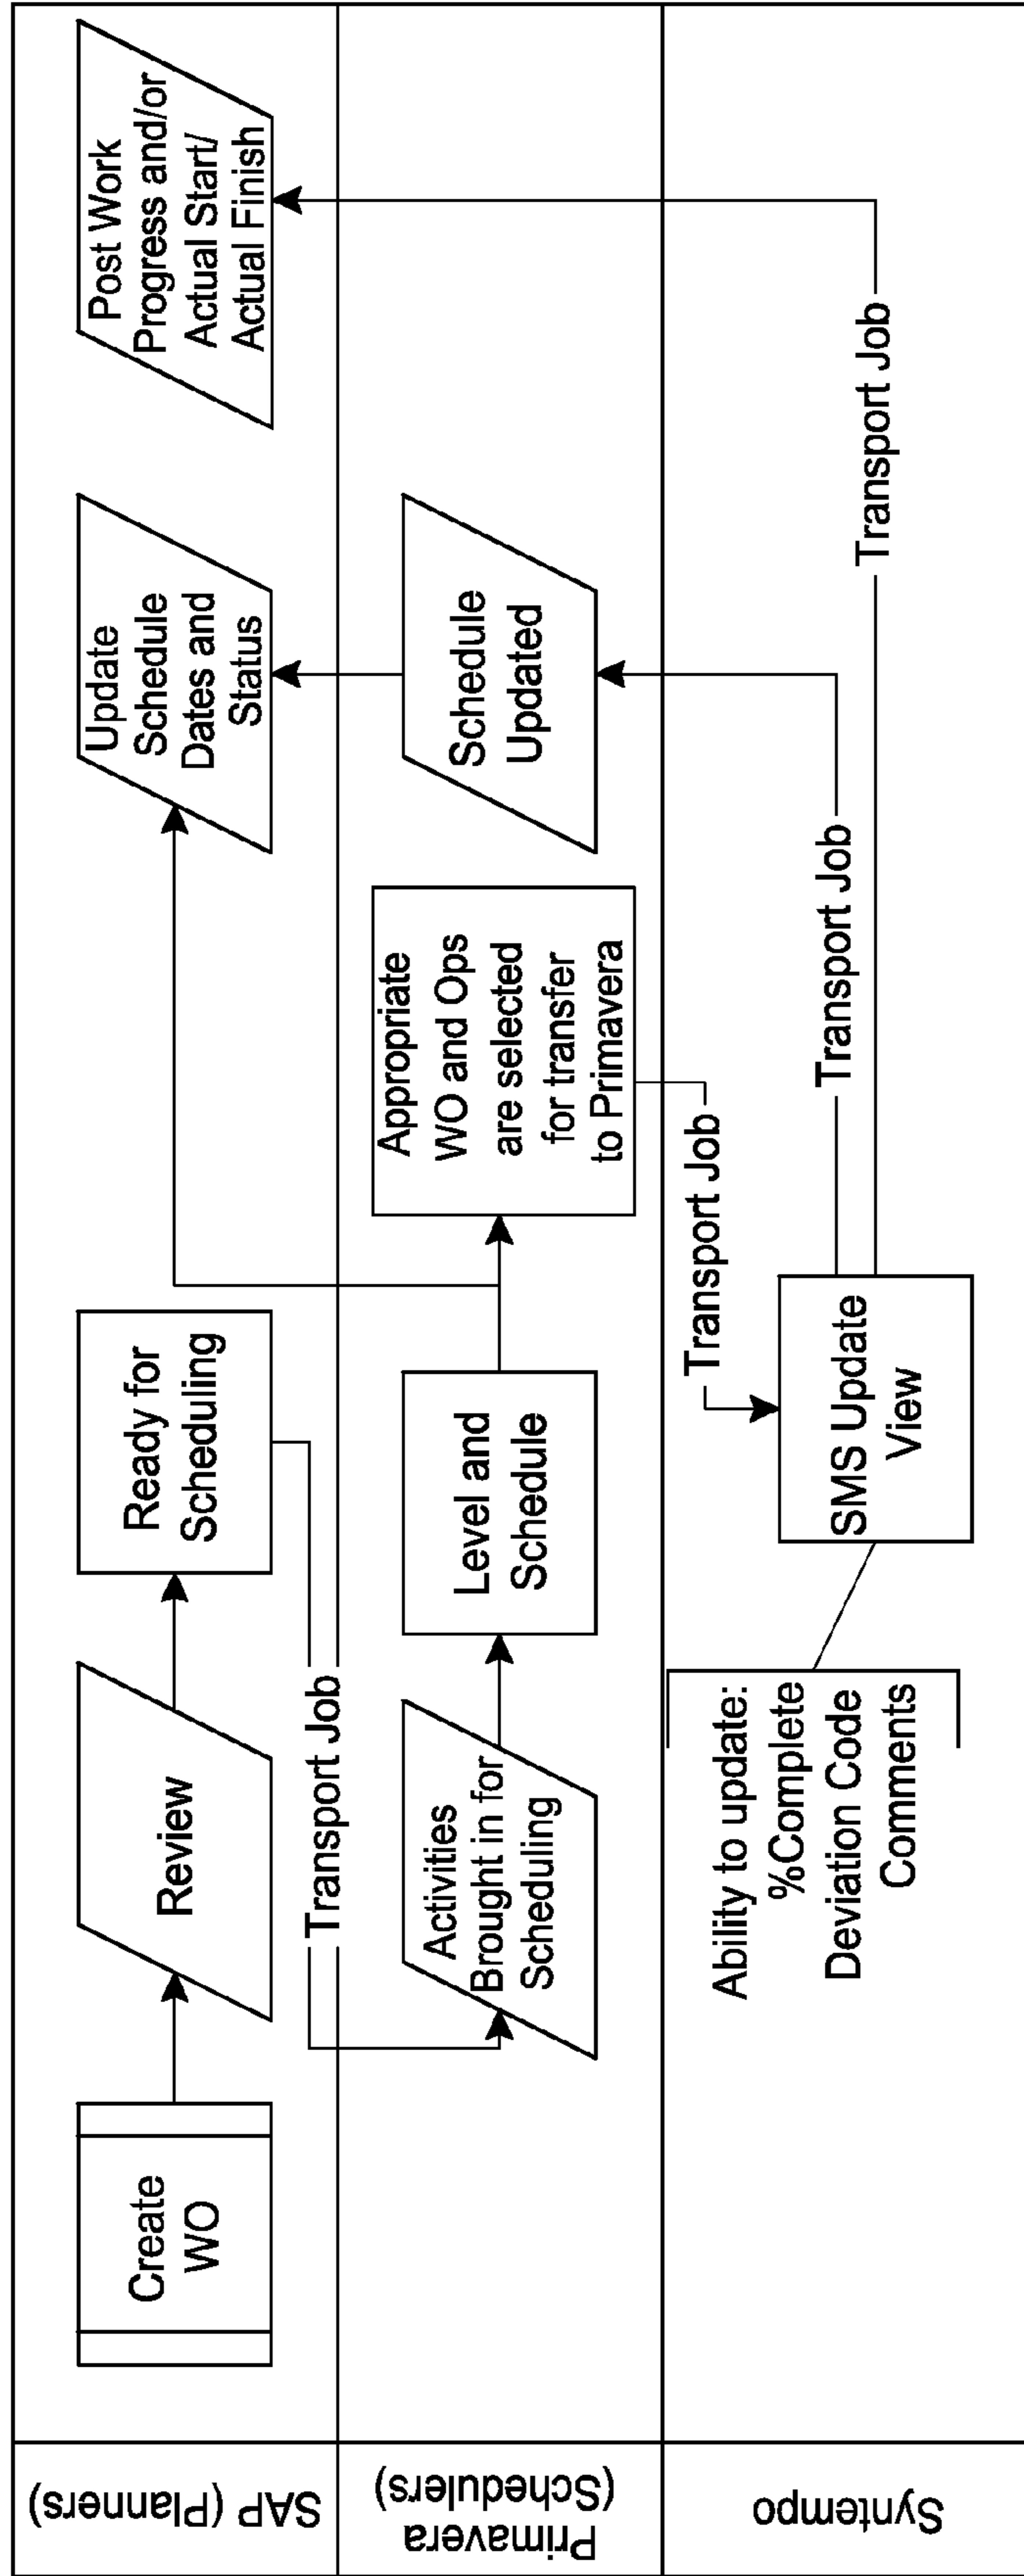 SAP (Planners)
Create
WO
Review
Ready for
Scheduling
Update
Schedule
Dates and
Status
Post Work
Progress and/or
Actual Start/
Actual Finish
Transport Job
Primavera
(Schedulers)
Activities
Brought in for
Scheduling
Level and
Schedule
Appropriate
WO and Ops
are selected
for transfer
to Primavera
Schedule
Updated
Syntempo
Ability to update:
%Complete
Deviation Code
Comments
Transport Job
SMS Update
View
Transport Job
Transport Job